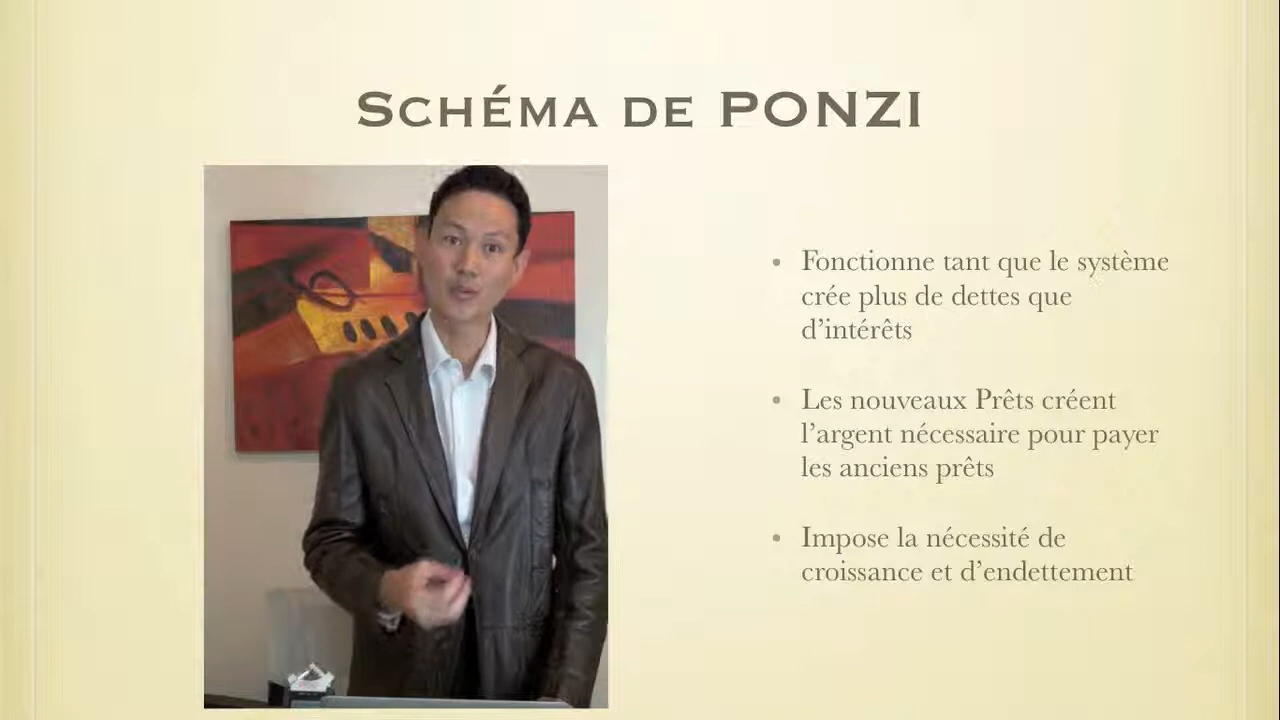 Schéma de PONZI
• Fonctionne tant que le système
crée plus de dettes que
d'intérêts
• Les nouveaux Prêts créent
l'argent nécessaire pour payer
les anciens prêts
• Impose la nécessité de
croissance et d'endettement